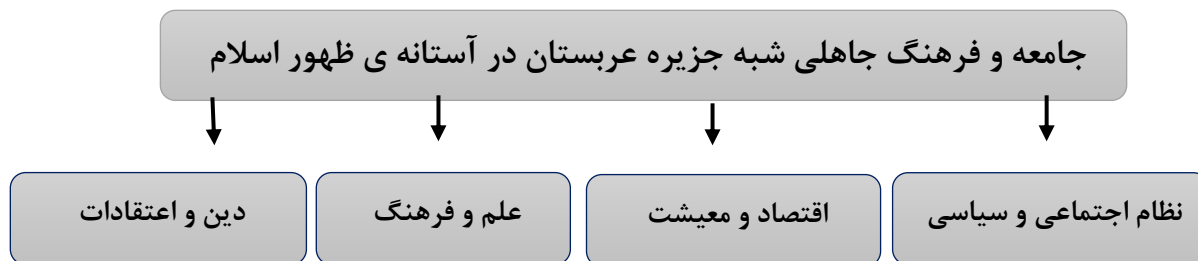 جامعه و فرهنگ جاهلی شبه جزیره عربستان در آستانه ی ظهور اسلام
نظام اجتماعی و سیاسی
اقتصاد و معیشت
علم و فرهنگ
دین و اعتقادات